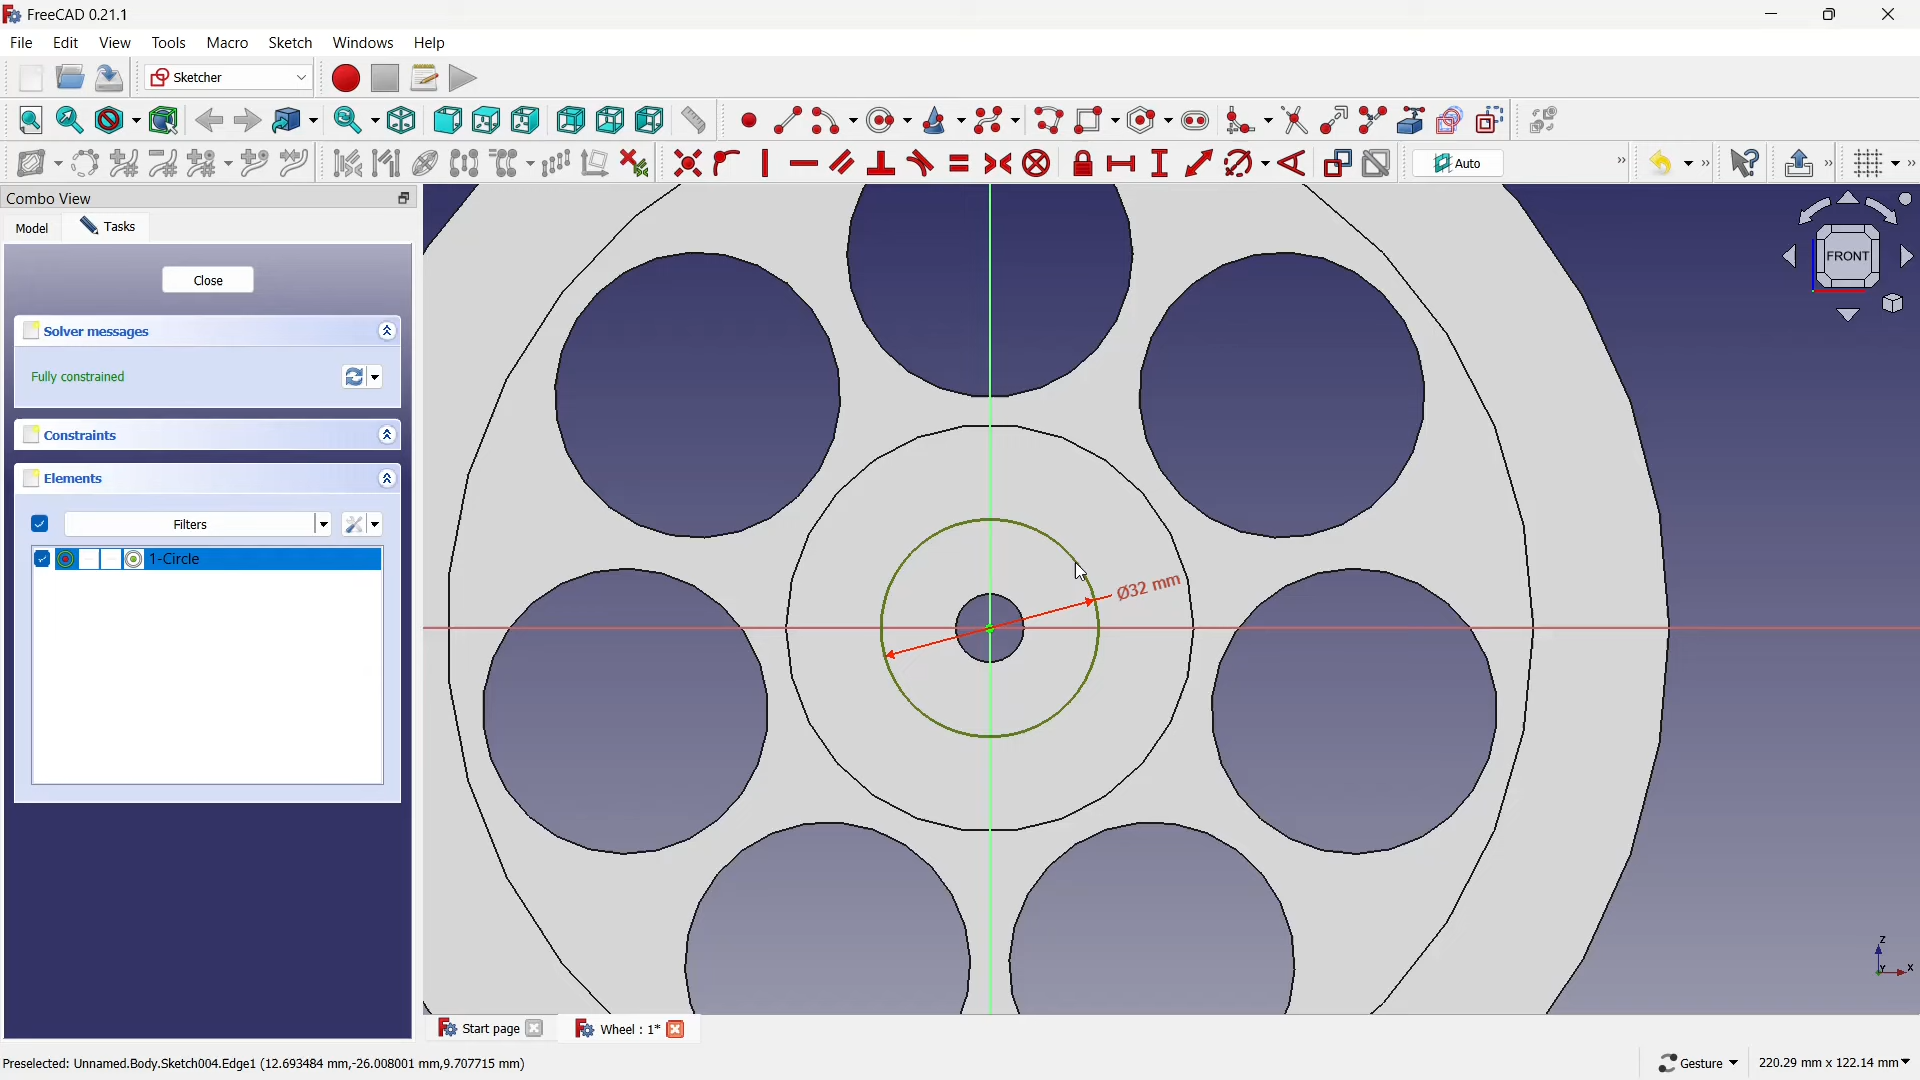 FreeCAD 0.21.1
File Edit View Tools Macro Sketch Windows Help
Sketcher
Auto
Combo View
Model Tasks
Close
Solver messages
Fully constrained
Constraints
Elements
Filters
1-Circle
Ø32 mm
FRONT
Z
Y X
Start page Wheel : 1*
Preselected: Unnamed.Body.Sketch004.Edge1 (12.693484 mm,-26.008001 mm,9.707715 mm)
Gesture 220.29 mm x 122.14 mm